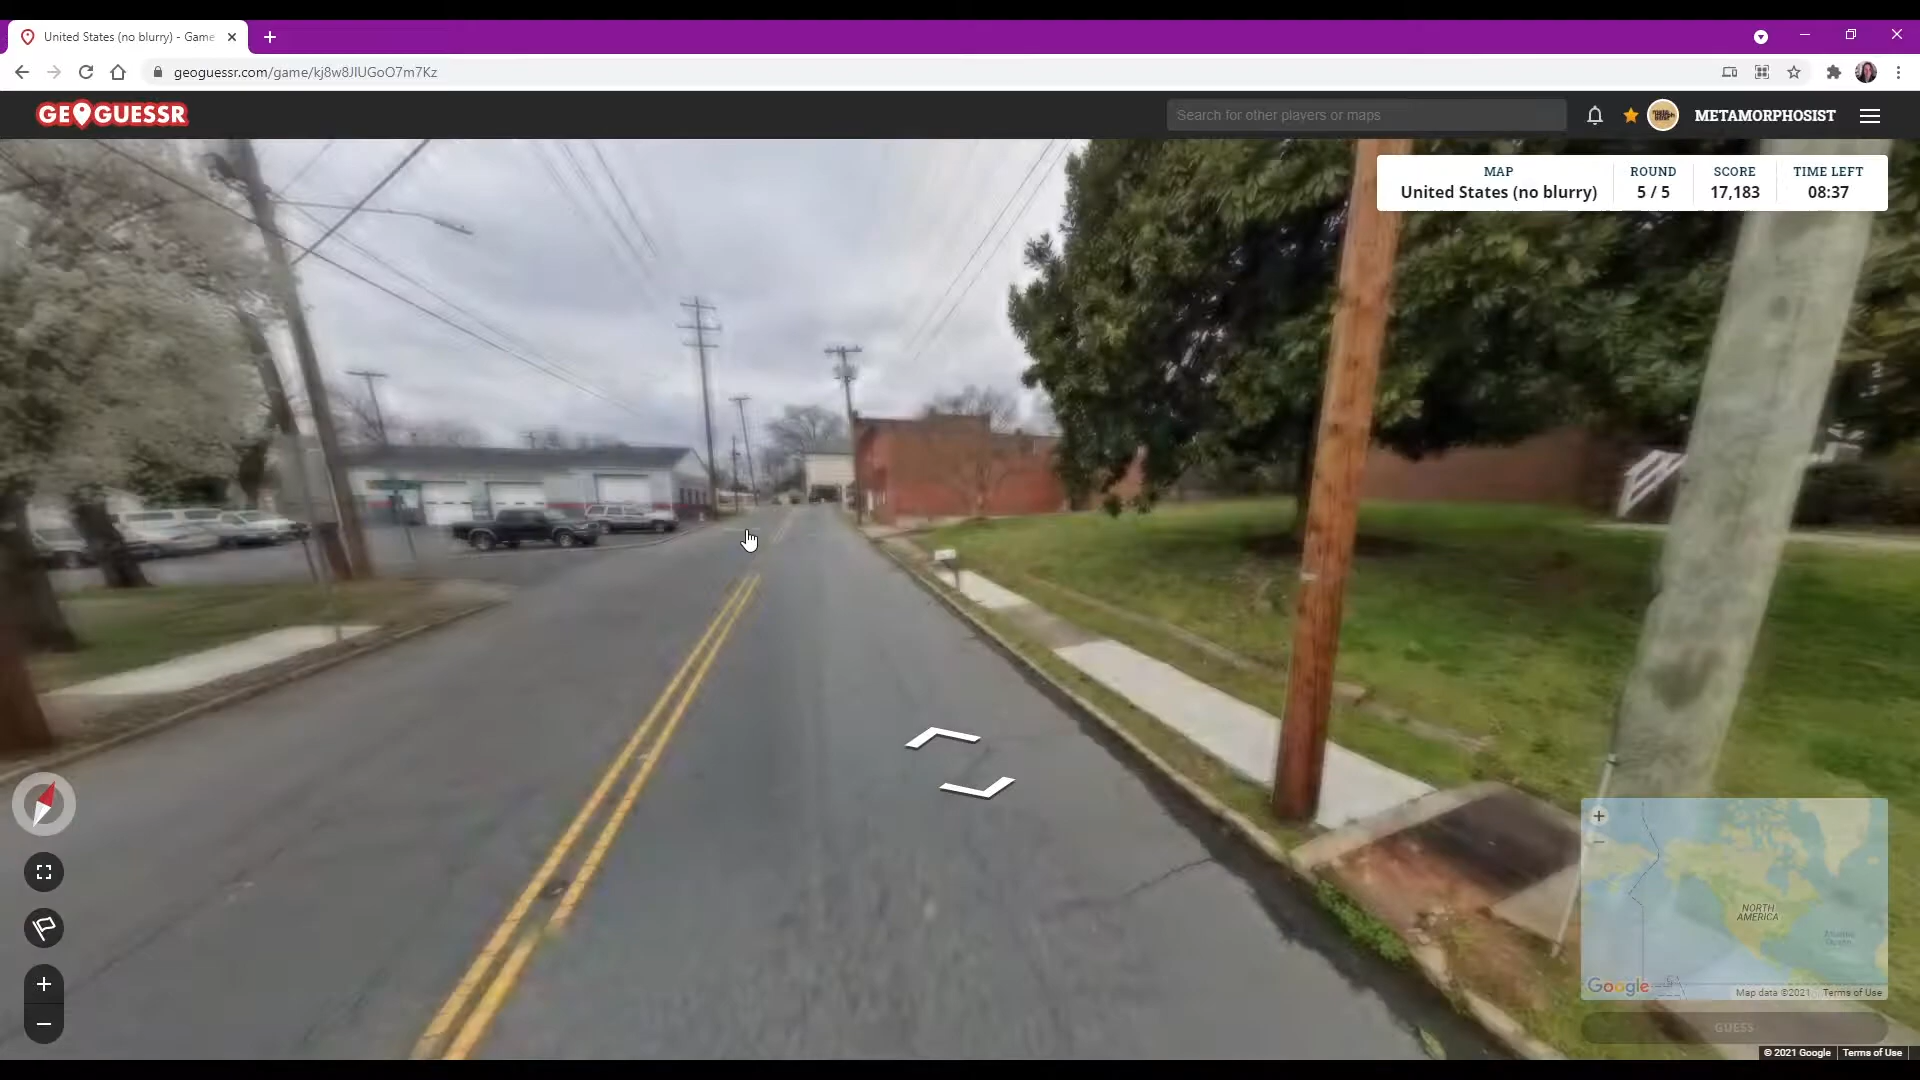 United States (no blurry) - Game
geoguessr.com/game/kj8w8JlUGoO7m7Kz
GEOGUESSR
Search for other players or maps
METAMORPHOSIST
MAP
United States (no blurry)
ROUND
5 / 5
SCORE
17,183
TIME LEFT
08:37
NORTH
AMERICA
Atlantic
Ocean
Google
Map data ©2021
Terms of Use
GUESS
© 2021 Google
Terms of Use